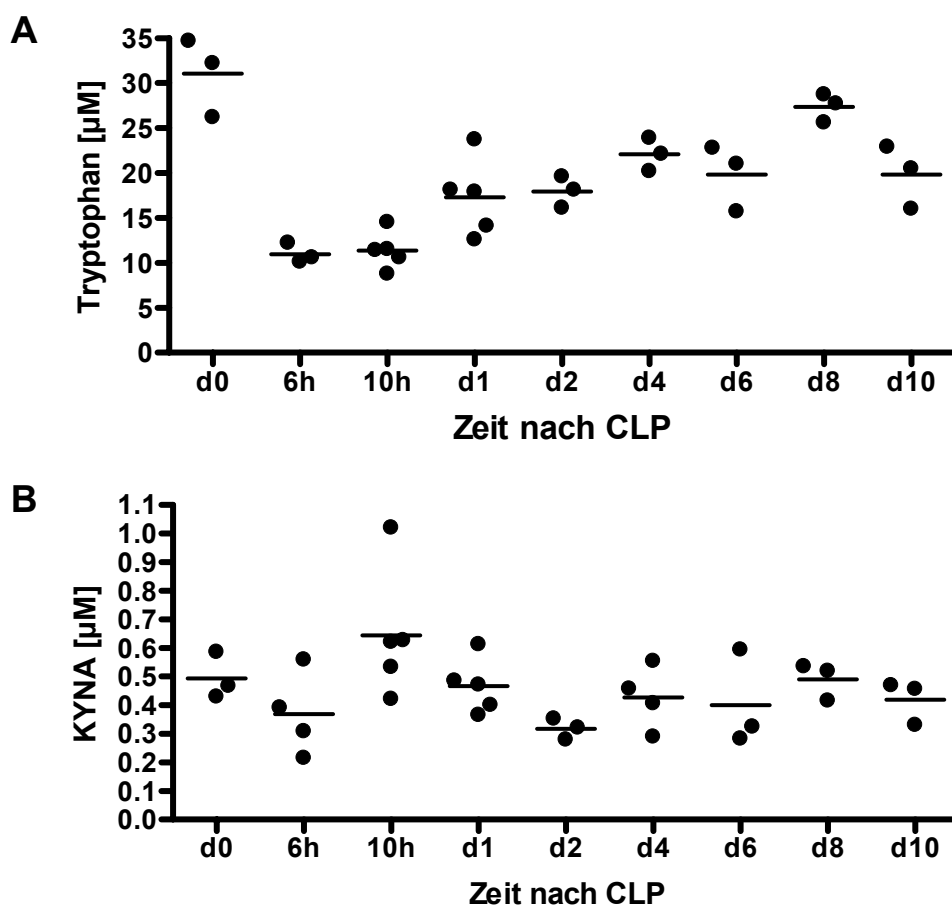 A
Tryptophan [µM]
35
30
25
20
15
10
5
0
d0 6h 10h d1 d2 d4 d6 d8 d10
Zeit nach CLP
B
KYNA [µM]
1.1
1.0
0.9
0.8
0.7
0.6
0.5
0.4
0.3
0.2
0.1
0.0
d0 6h 10h d1 d2 d4 d6 d8 d10
Zeit nach CLP